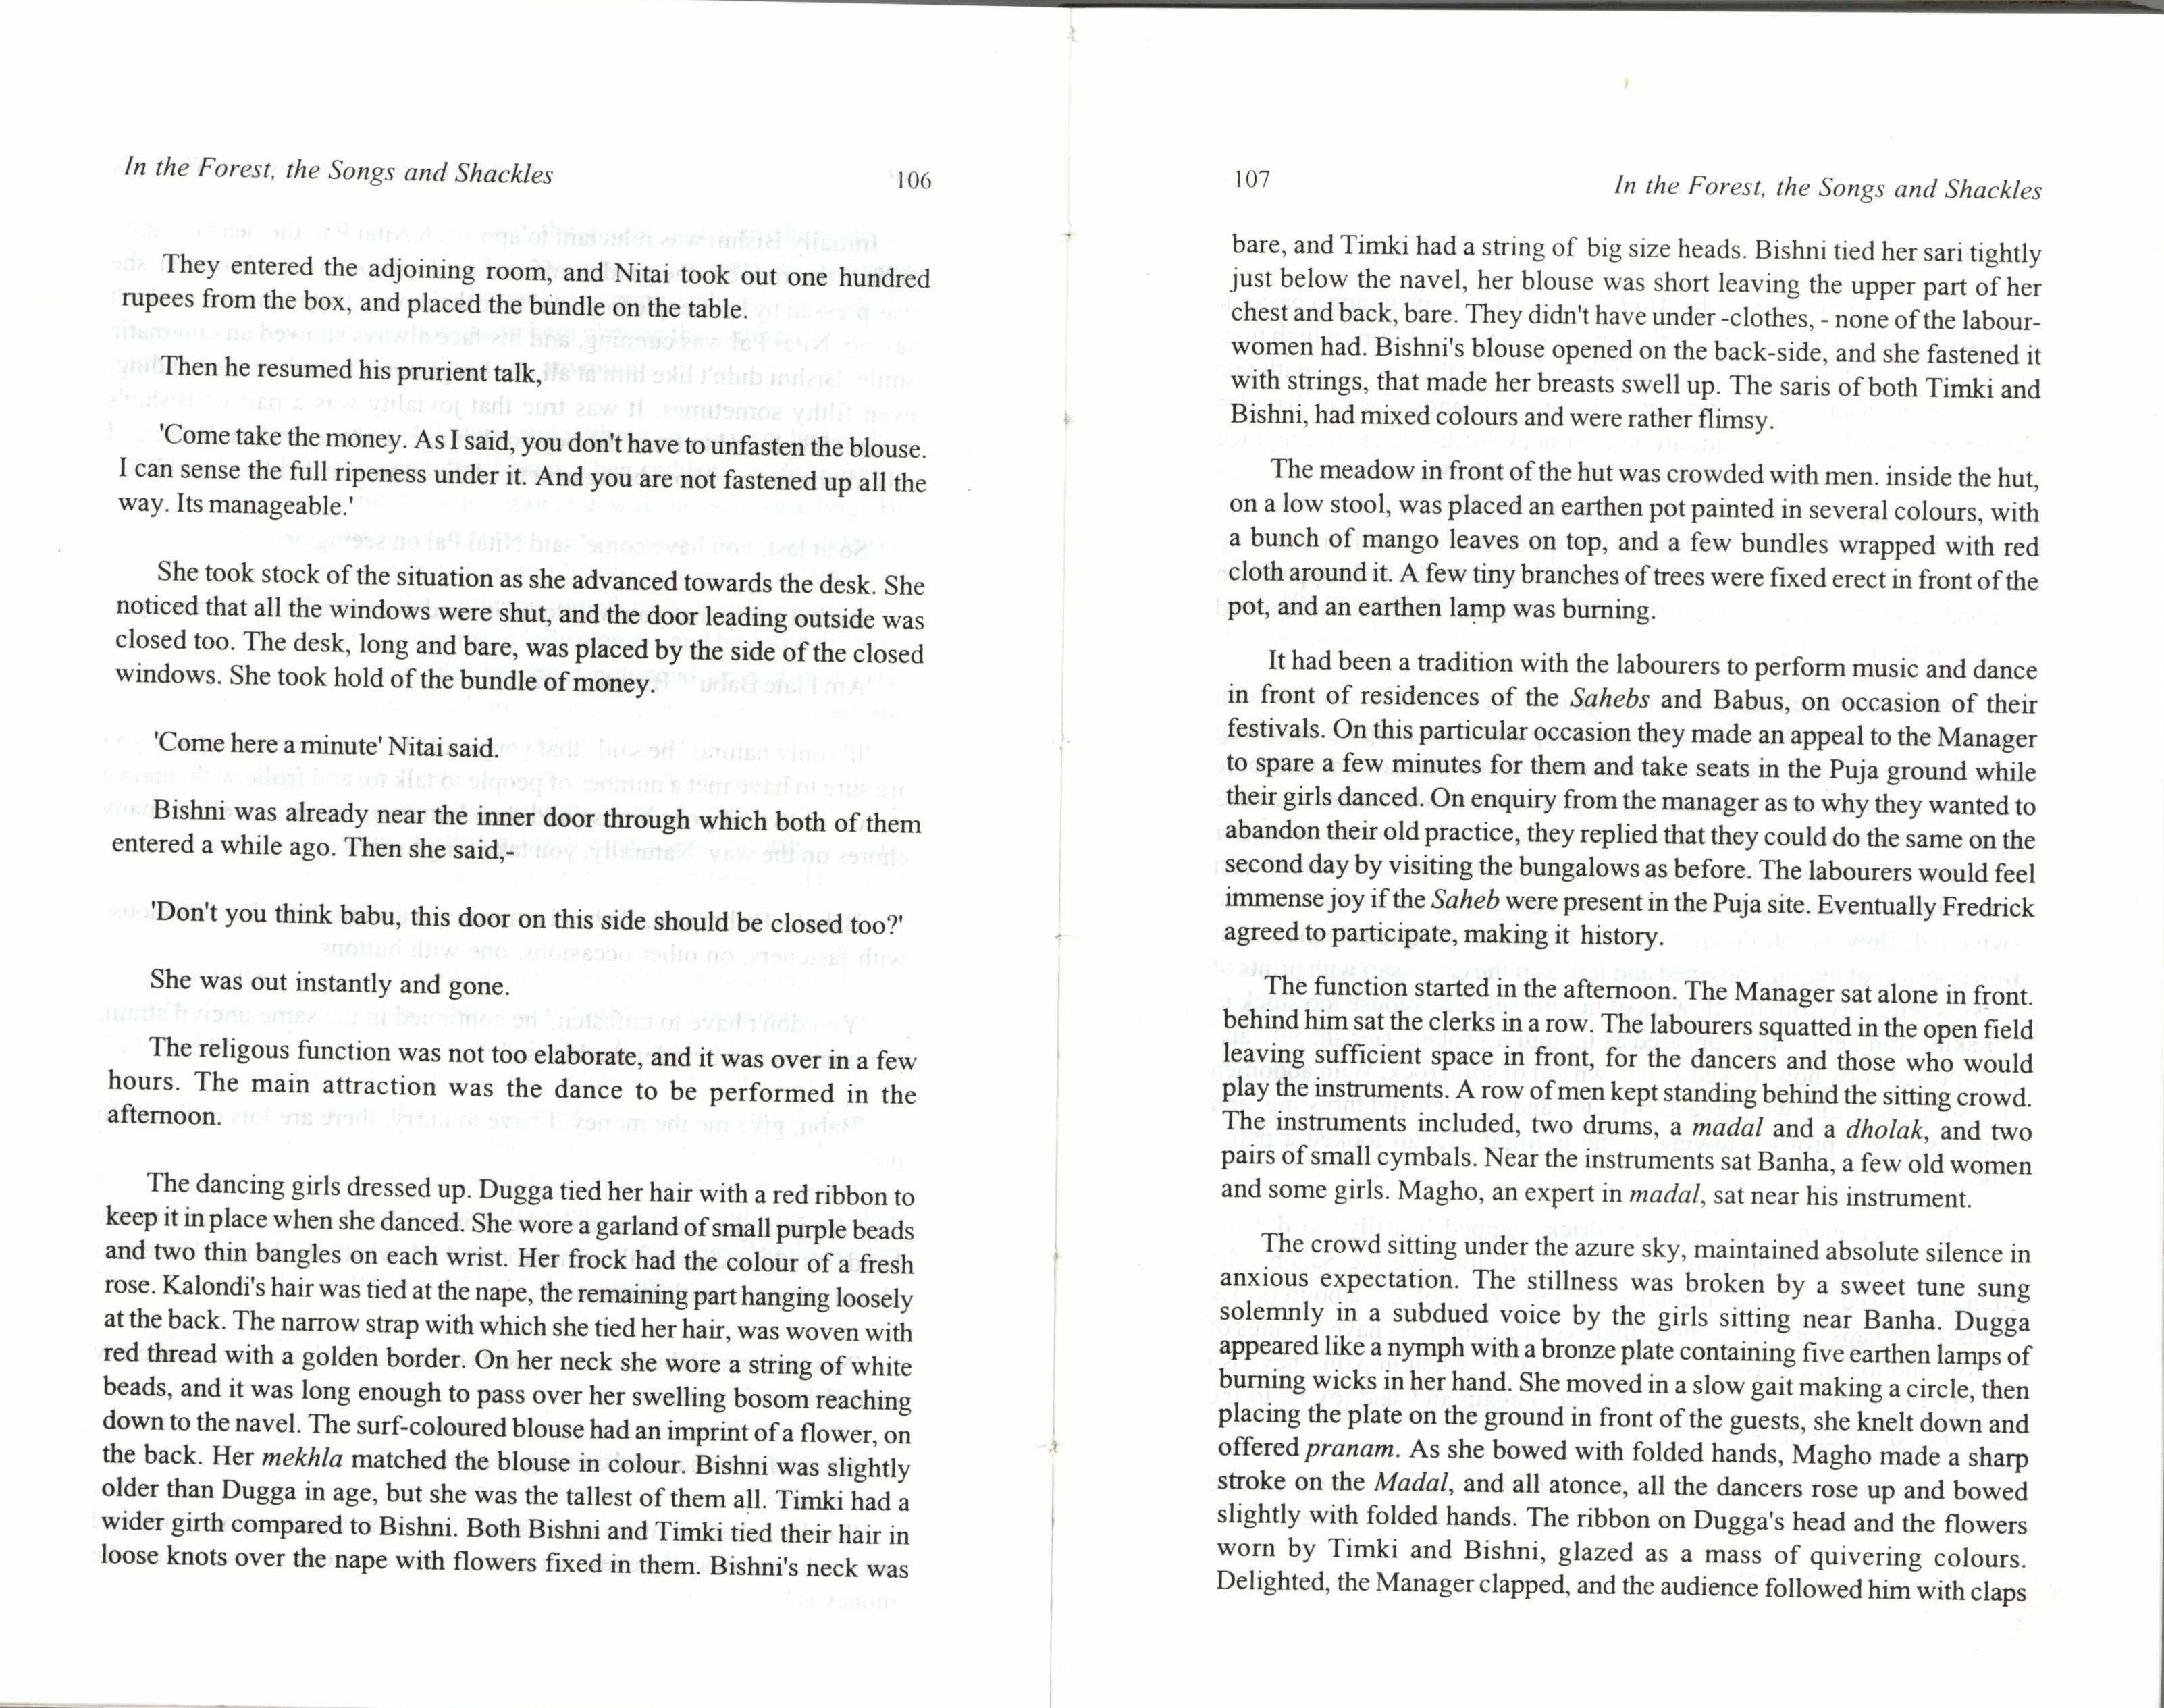 In the Forest, the Songs and Shackles 106
They entered the adjoining room, and Nitai took out one hundred
rupees from the box, and placed the bundle on the table.
Then he resumed his prurient talk,
'Come take the money. As I said, you don't have to unfasten the blouse.
I can sense the full ripeness under it. And you are not fastened up all the
way. Its manageable.'
She took stock of the situation as she advanced towards the desk. She
noticed that all the windows were shut, and the door leading outside was
closed too. The desk, long and bare, was placed by the side of the closed
windows. She took hold of the bundle of money.
'Come here a minute' Nitai said.
Bishni was already near the inner door through which both of them
entered a while ago. Then she said,-
'Don't you think babu, this door on this side should be closed too?'
She was out instantly and gone.
The religous function was not too elaborate, and it was over in a few
hours. The main attraction was the dance to be performed in the
afternoon.
The dancing girls dressed up. Dugga tied her hair with a red ribbon to
keep it in place when she danced. She wore a garland of small purple beads
and two thin bangles on each wrist. Her frock had the colour of a fresh
rose. Kalondi's hair was tied at the nape, the remaining part hanging loosely
at the back. The narrow strap with which she tied her hair, was woven with
red thread with a golden border. On her neck she wore a string of white
beads, and it was long enough to pass over her swelling bosom reaching
down to the navel. The surf-coloured blouse had an imprint of a flower, on
the back. Her mekhla matched the blouse in colour. Bishni was slightly
older than Dugga in age, but she was the tallest of them all. Timki had a
wider girth compared to Bishni. Both Bishni and Timki tied their hair in
loose knots over the nape with flowers fixed in them. Bishni's neck was
107 In the Forest, the Songs and Shackles
bare, and Timki had a string of big size heads. Bishni tied her sari tightly
just below the navel, her blouse was short leaving the upper part of her
chest and back, bare. They didn't have under -clothes, - none of the labour-
women had. Bishni's blouse opened on the back-side, and she fastened it
with strings, that made her breasts swell up. The saris of both Timki and
Bishni, had mixed colours and were rather flimsy.
The meadow in front of the hut was crowded with men. inside the hut,
on a low stool, was placed an earthen pot painted in several colours, with
a bunch of mango leaves on top, and a few bundles wrapped with red
cloth around it. A few tiny branches of trees were fixed erect in front of the
pot, and an earthen lamp was burning.
It had been a tradition with the labourers to perform music and dance
in front of residences of the Sahebs and Babus, on occasion of their
festivals. On this particular occasion they made an appeal to the Manager
to spare a few minutes for them and take seats in the Puja ground while
their girls danced. On enquiry from the manager as to why they wanted to
abandon their old practice, they replied that they could do the same on the
second day by visiting the bungalows as before. The labourers would feel
immense joy if the Saheb were present in the Puja site. Eventually Fredrick
agreed to participate, making it history.
The function started in the afternoon. The Manager sat alone in front.
behind him sat the clerks in a row. The labourers squatted in the open field
leaving sufficient space in front, for the dancers and those who would
play the instruments. A row of men kept standing behind the sitting crowd.
The instruments included, two drums, a madal and a dholak, and two
pairs of small cymbals. Near the instruments sat Banha, a few old women
and some girls. Magho, an expert in madal, sat near his instrument.
The crowd sitting under the azure sky, maintained absolute silence in
anxious expectation. The stillness was broken by a sweet tune sung
solemnly in a subdued voice by the girls sitting near Banha. Dugga
appeared like a nymph with a bronze plate containing five earthen lamps of
burning wicks in her hand. She moved in a slow gait making a circle, then
placing the plate on the ground in front of the guests, she knelt down and
offered pranam. As she bowed with folded hands, Magho made a sharp
stroke on the Madal, and all atonce, all the dancers rose up and bowed
slightly with folded hands. The ribbon on Dugga's head and the flowers
worn by Timki and Bishni, glazed as a mass of quivering colours.
Delighted, the Manager clapped, and the audience followed him with claps